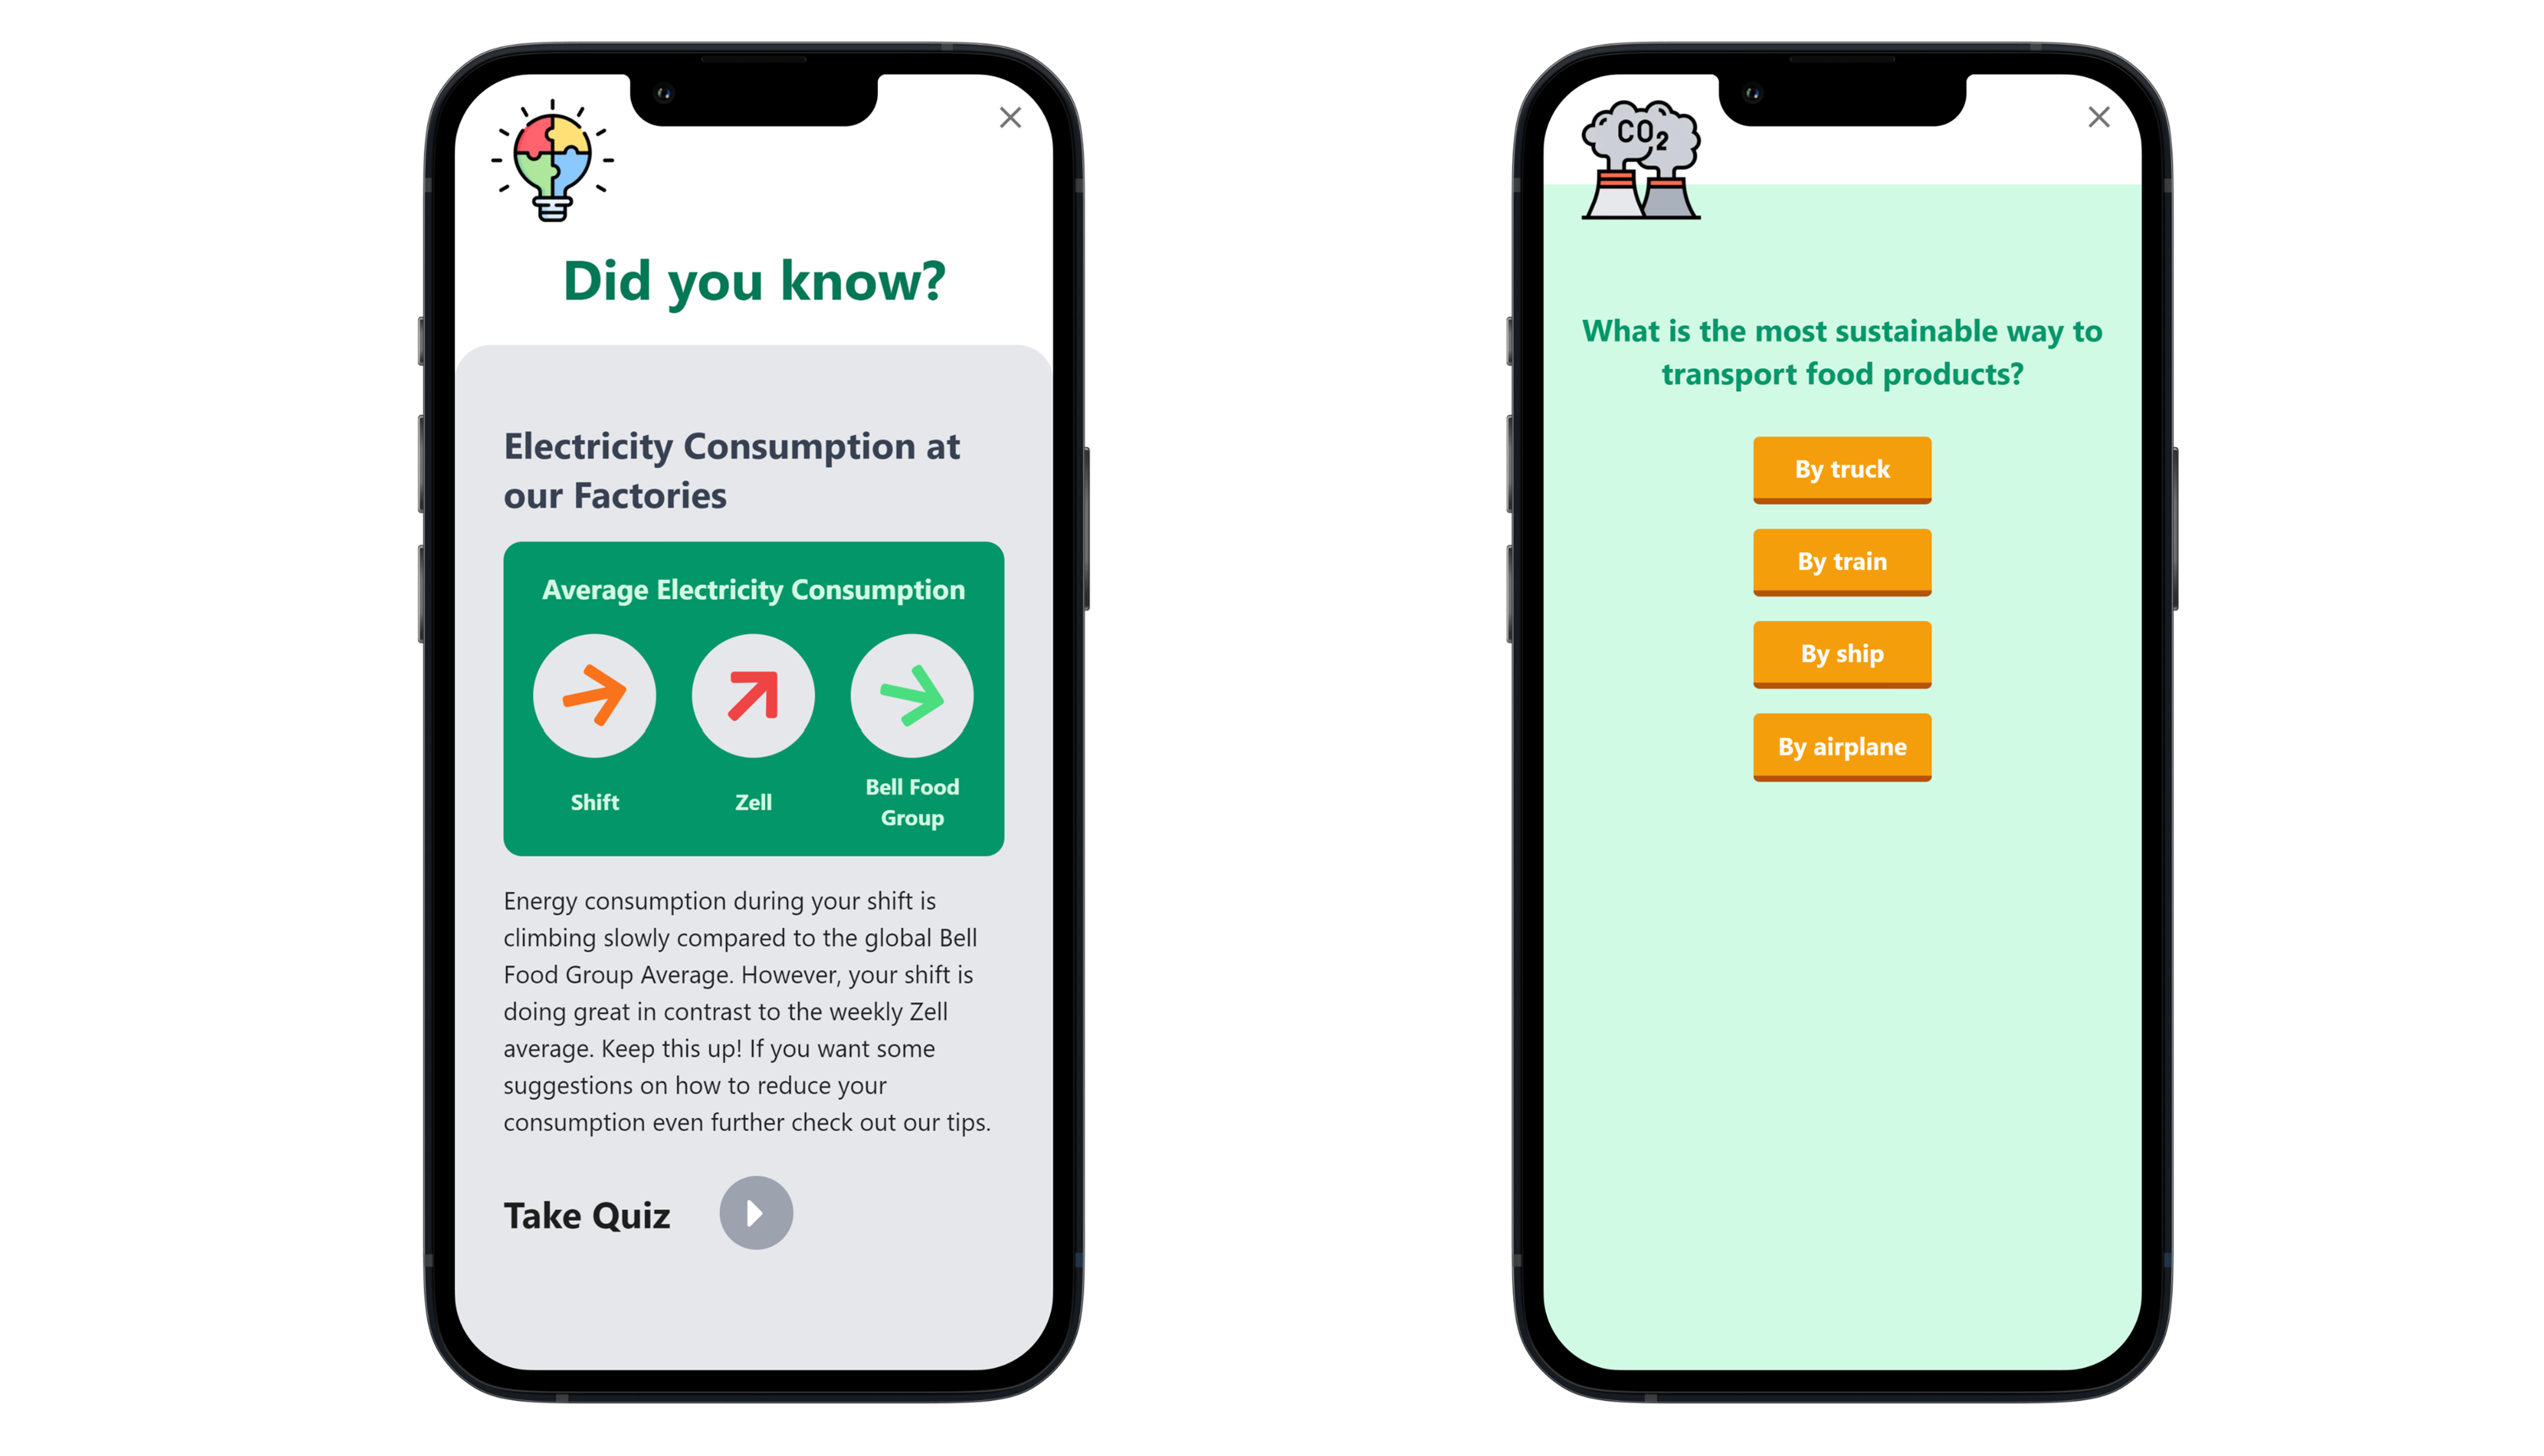 Did you know?
Electricity Consumption at
our Factories
Average Electricity Consumption
Shift
Zell
Bell Food
Group
Energy consumption during your shift is
climbing slowly compared to the global Bell
Food Group Average. However, your shift is
doing great in contrast to the weekly Zell
average. Keep this up! If you want some
suggestions on how to reduce your
consumption even further check out our tips.
Take Quiz
CO2
What is the most sustainable way to
transport food products?
By truck
By train
By ship
By airplane